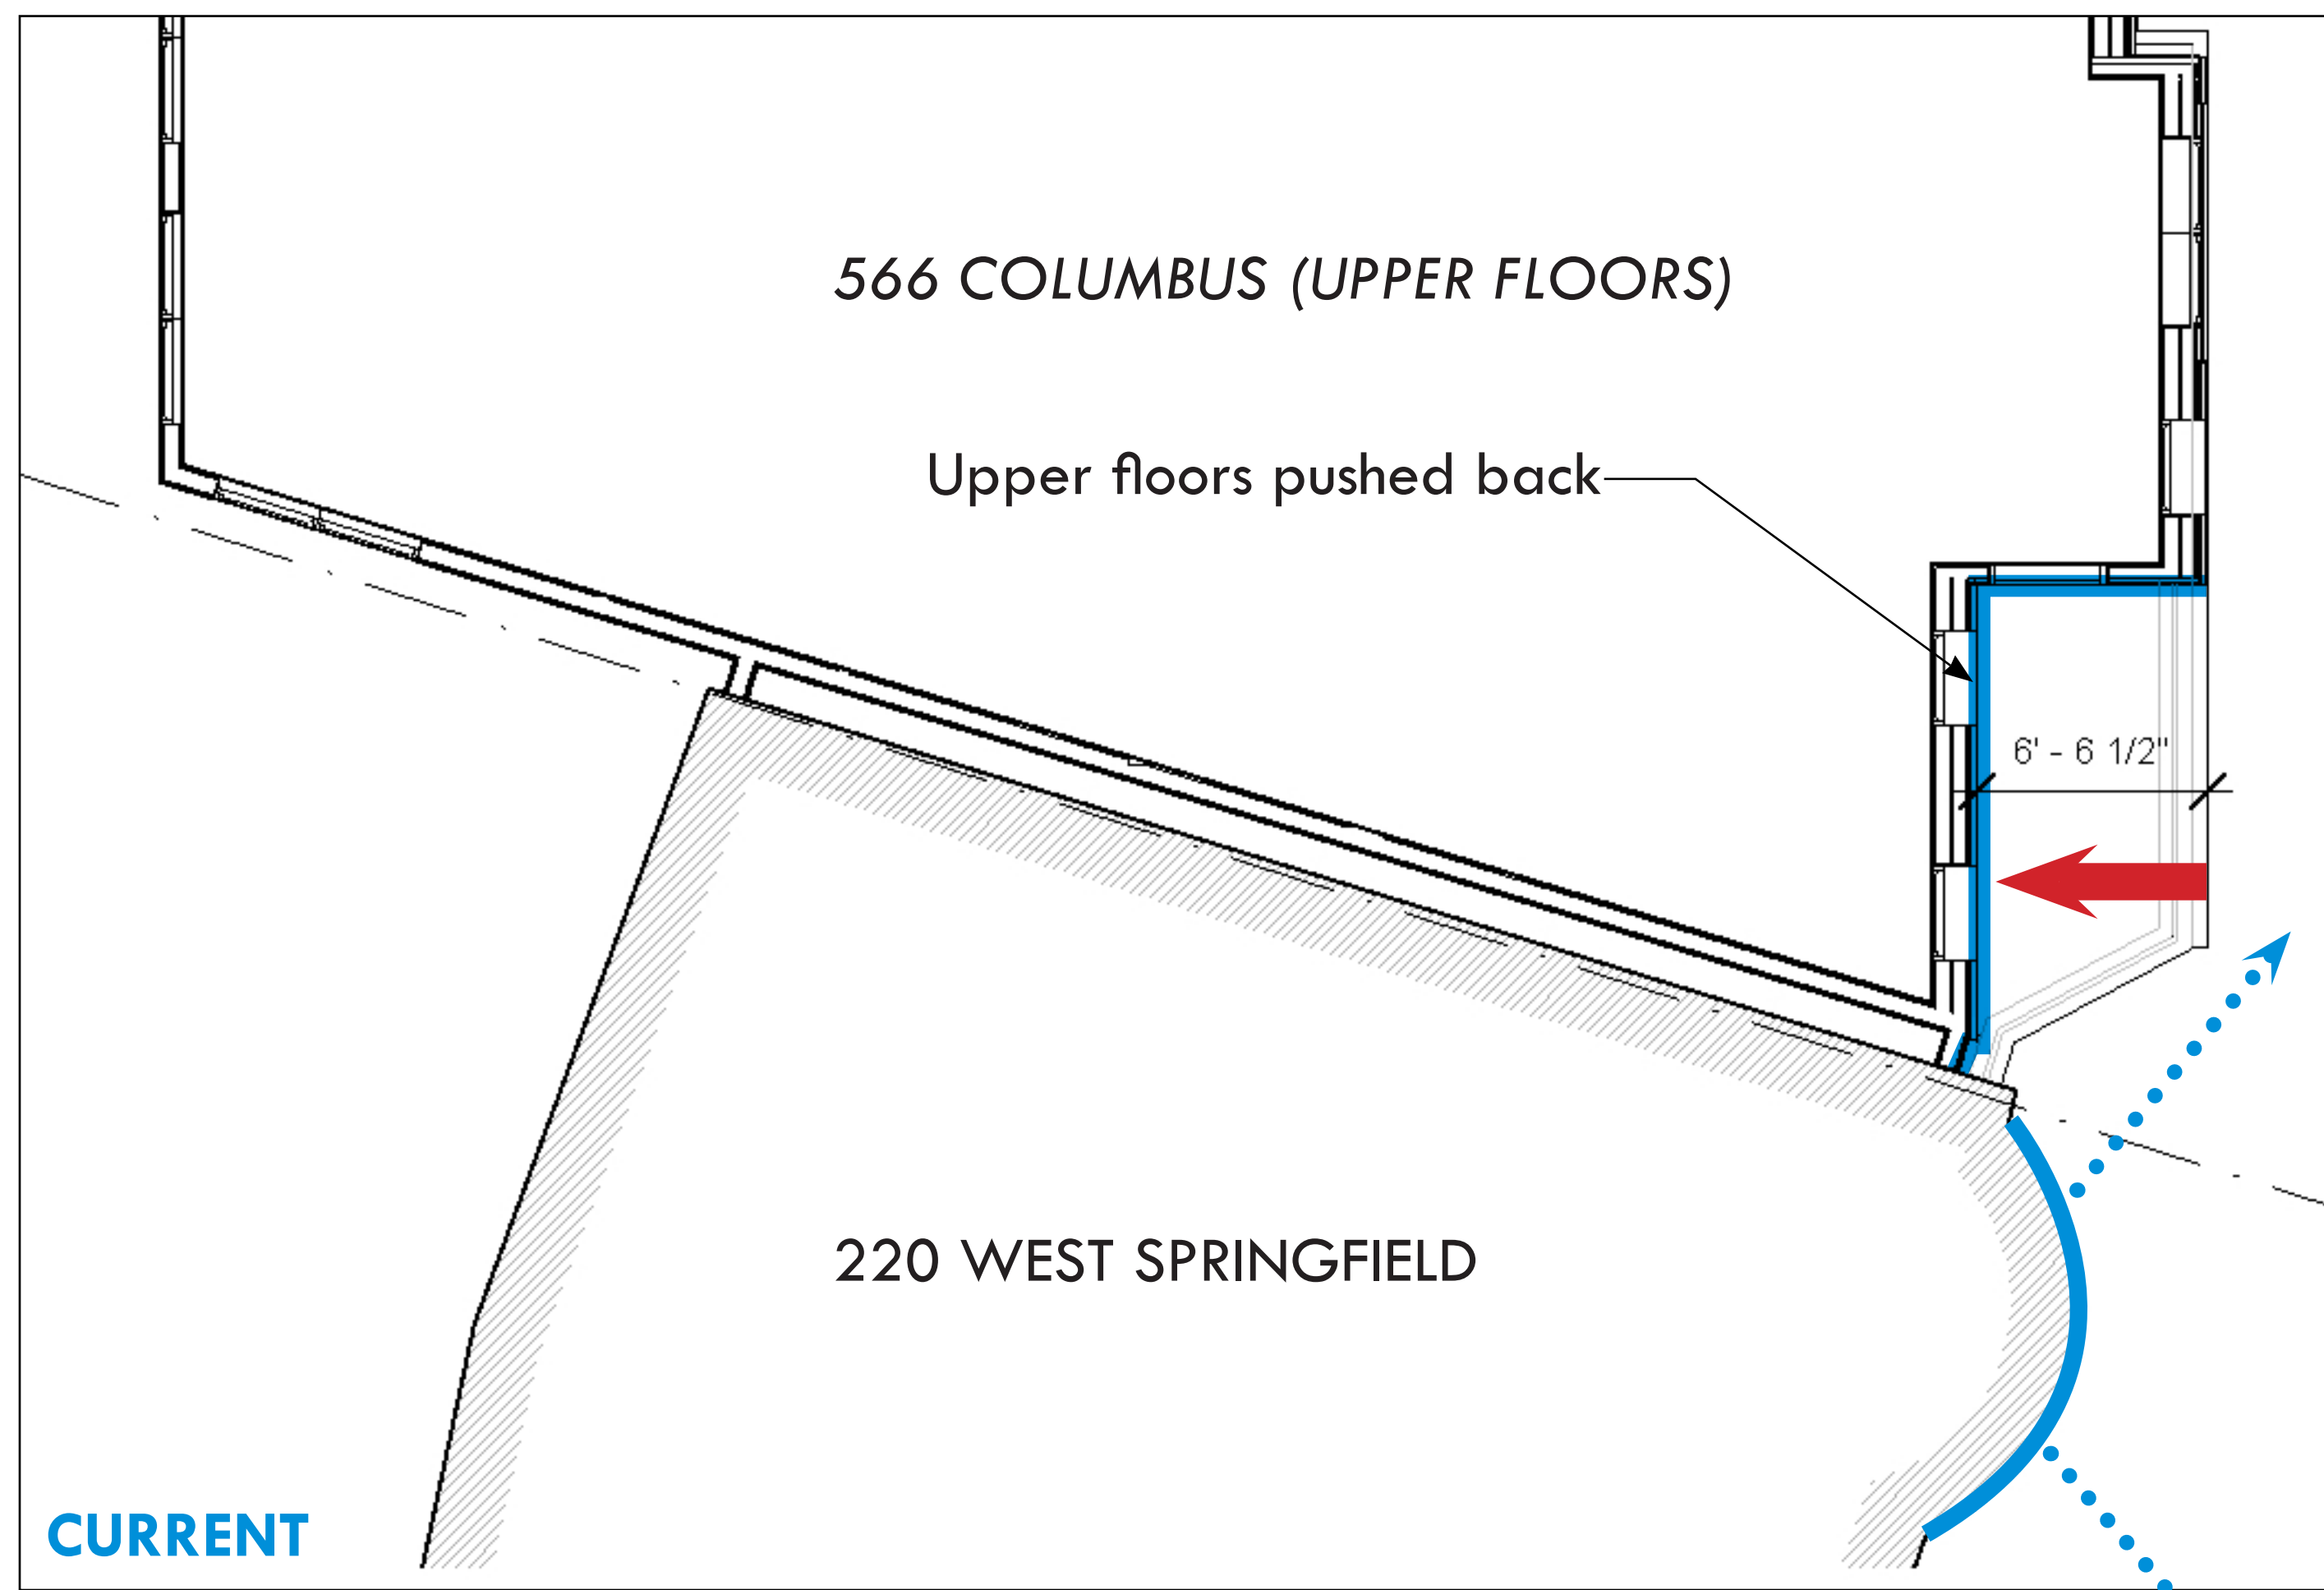 566 COLUMBUS (UPPER FLOORS)
Upper floors pushed back
6' - 6 1/2"
220 WEST SPRINGFIELD
CURRENT